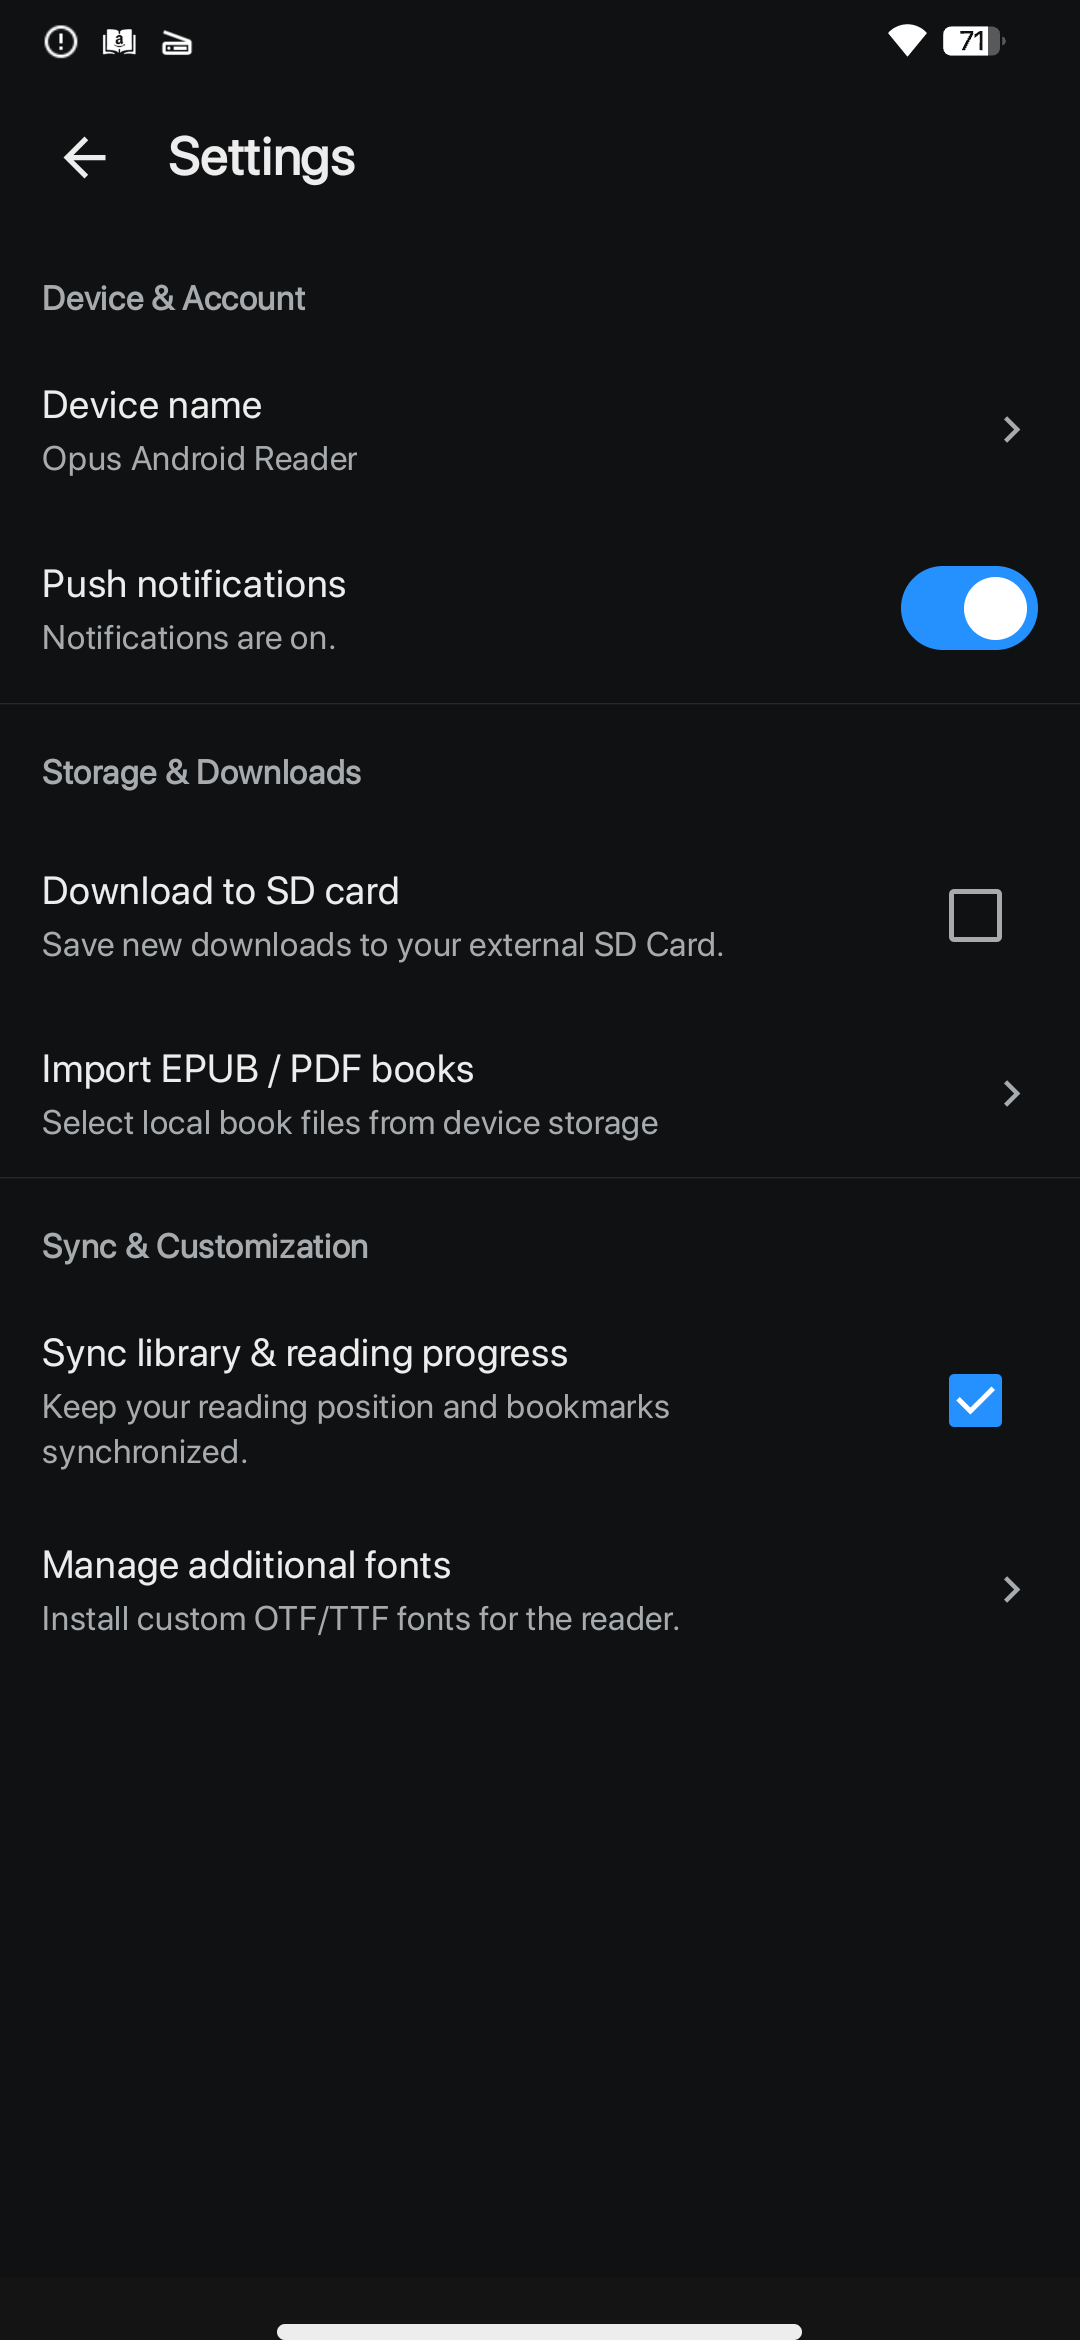 71
Settings
Device & Account
Device name
Opus Android Reader
Push notifications
Notifications are on.
Storage & Downloads
Download to SD card
Save new downloads to your external SD Card.
Import EPUB / PDF books
Select local book files from device storage
Sync & Customization
Sync library & reading progress
Keep your reading position and bookmarks
synchronized.
Manage additional fonts
Install custom OTF/TTF fonts for the reader.